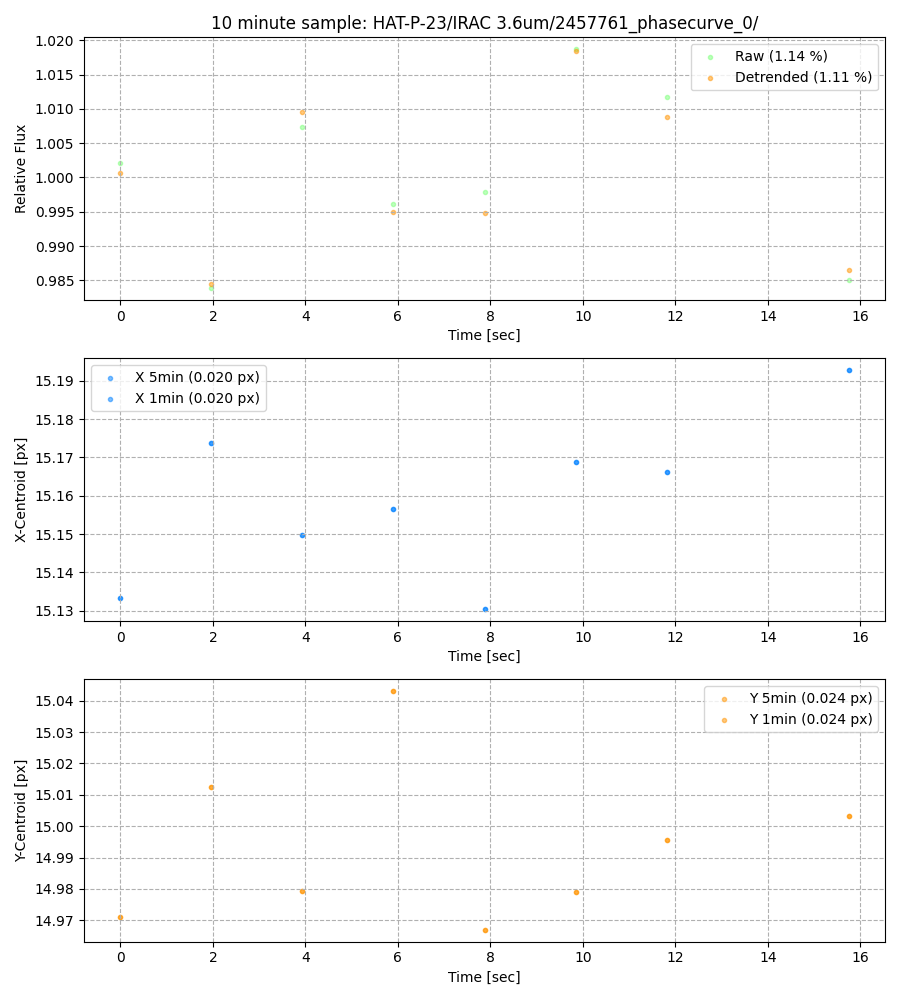 10 minute sample: HAT-P-23/IRAC 3.6um/2457761_phasecurve_0/
Relative Flux
1.020
1.015
1.010
1.005
1.000
0.995
0.990
0.985
Raw (1.14 %)
Detrended (1.11 %)
0 2 4 6 8 10 12 14 16
Time [sec]
X-Centroid [px]
15.19
15.18
15.17
15.16
15.15
15.14
15.13
X 5min (0.020 px)
X 1min (0.020 px)
0 2 4 6 8 10 12 14 16
Time [sec]
Y-Centroid [px]
15.04
15.03
15.02
15.01
15.00
14.99
14.98
14.97
Y 5min (0.024 px)
Y 1min (0.024 px)
0 2 4 6 8 10 12 14 16
Time [sec]